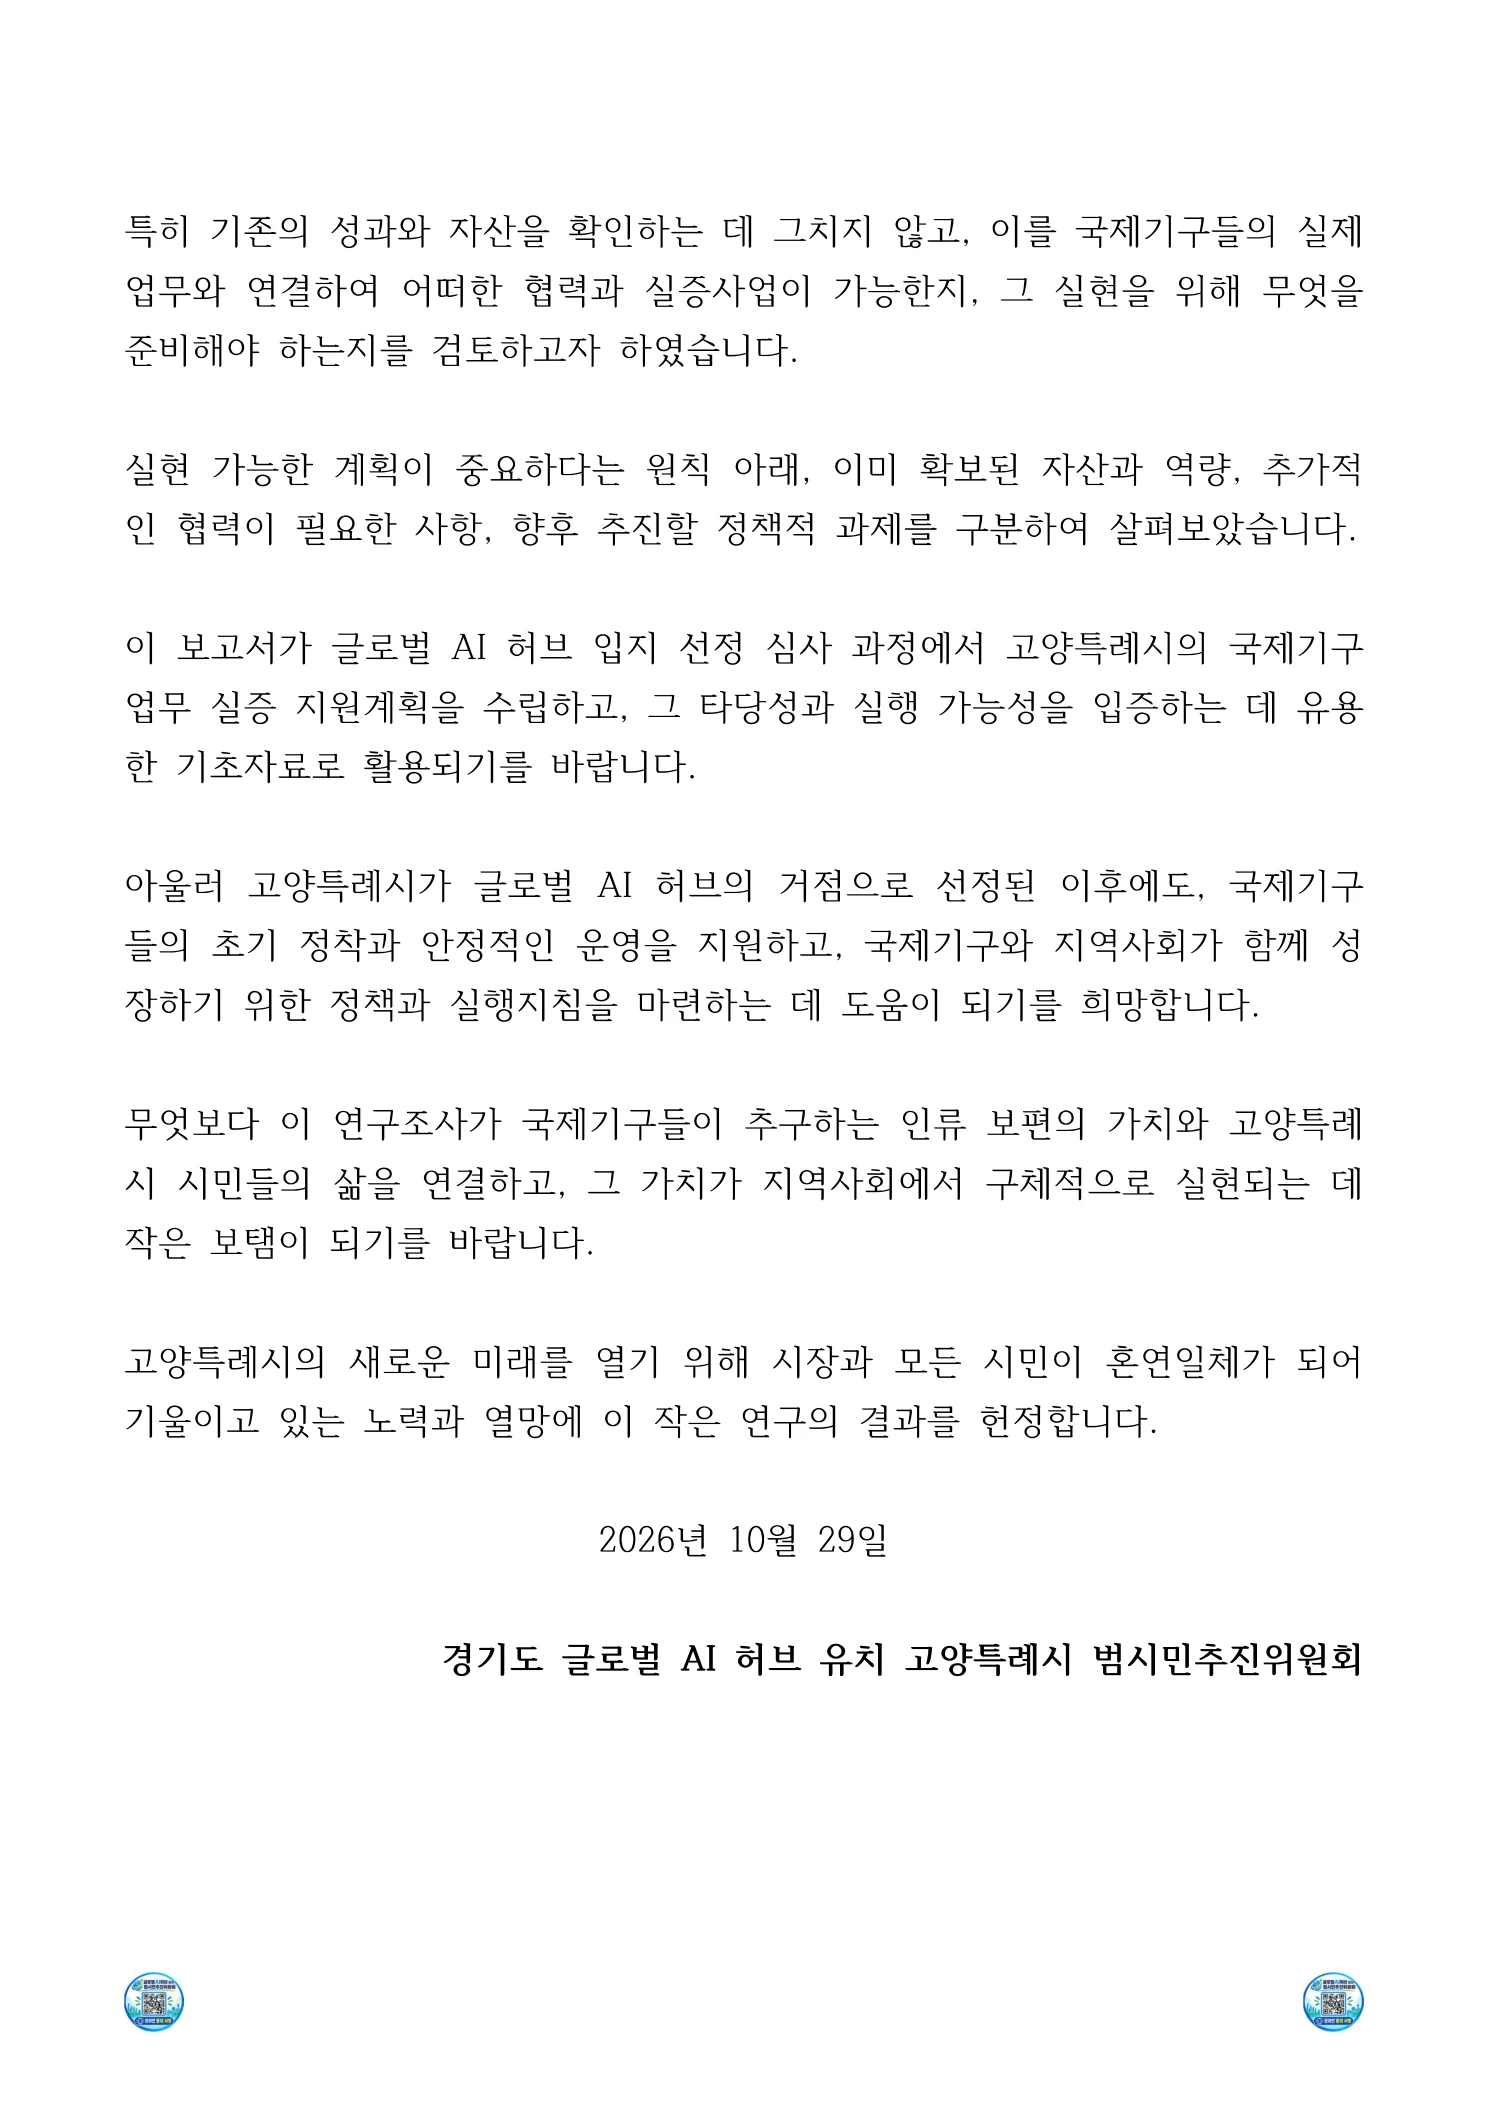 특히 기존의 성과와 자산을 확인하는 데 그치지 않고, 이를 국제기구들의 실제
업무와 연결하여 어떠한 협력과 실증사업이 가능한지, 그 실현을 위해 무엇을
준비해야 하는지를 검토하고자 하였습니다.
실현 가능한 계획이 중요하다는 원칙 아래, 이미 확보된 자산과 역량, 추가적
인 협력이 필요한 사항, 향후 추진할 정책적 과제를 구분하여 살펴보았습니다.
이 보고서가 글로벌 AI 허브 입지 선정 심사 과정에서 고양특례시의 국제기구
업무 실증 지원계획을 수립하고, 그 타당성과 실행 가능성을 입증하는 데 유용
한 기초자료로 활용되기를 바랍니다.
아울러 고양특례시가 글로벌 AI 허브의 거점으로 선정된 이후에도, 국제기구
들의 초기 정착과 안정적인 운영을 지원하고, 국제기구와 지역사회가 함께 성
장하기 위한 정책과 실행지침을 마련하는 데 도움이 되기를 희망합니다.
무엇보다 이 연구조사가 국제기구들이 추구하는 인류 보편의 가치와 고양특례
시 시민들의 삶을 연결하고, 그 가치가 지역사회에서 구체적으로 실현되는 데
작은 보탬이 되기를 바랍니다.
고양특례시의 새로운 미래를 열기 위해 시장과 모든 시민이 혼연일체가 되어
기울이고 있는 노력과 열망에 이 작은 연구의 결과를 헌정합니다.
2026년 10월 29일
경기도 글로벌 AI 허브 유치 고양특례시 범시민추진위원회